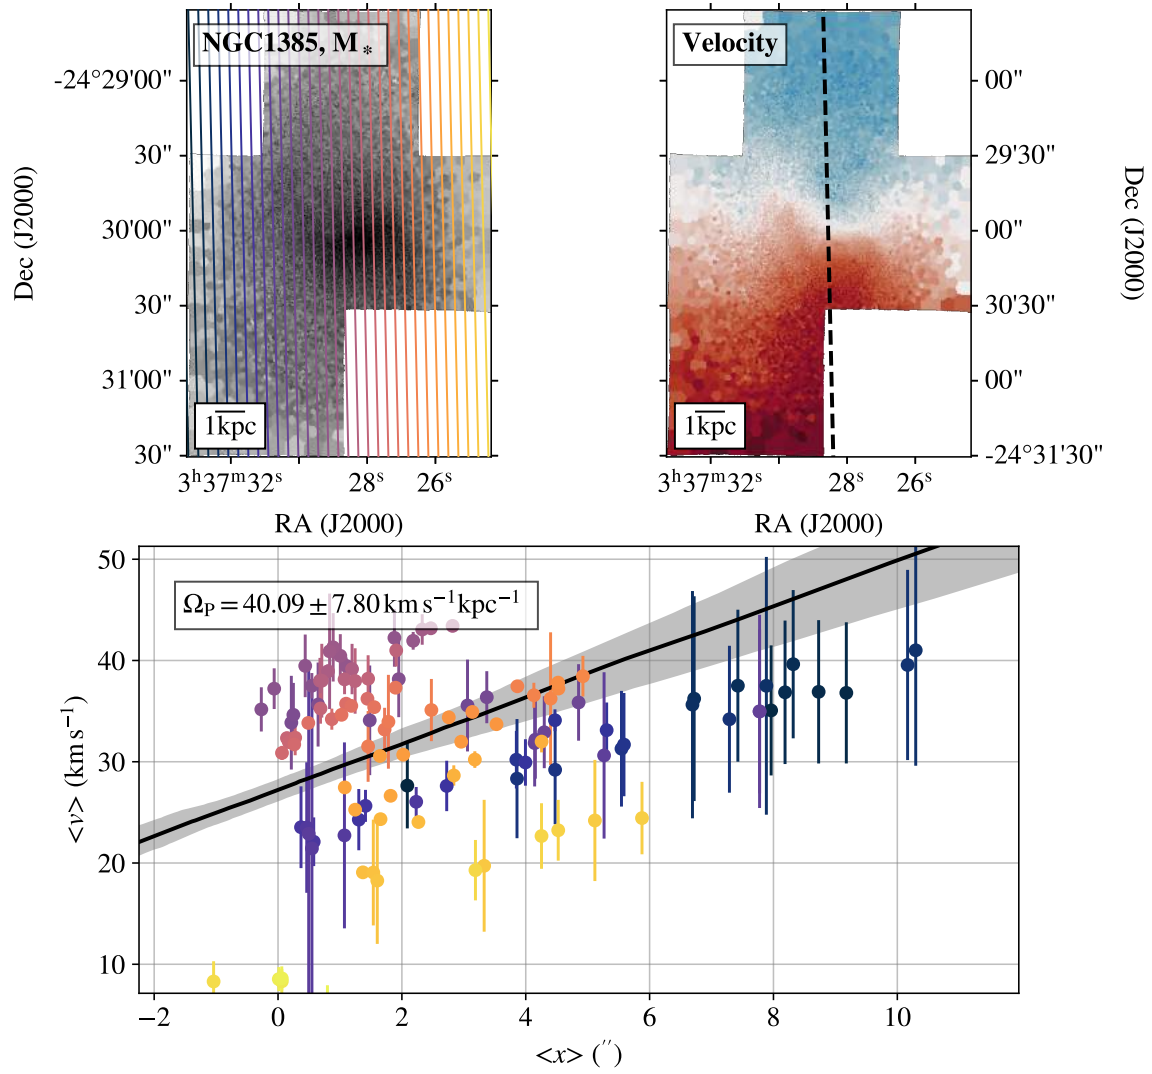 NGC1385, M*
Velocity
-24°29'00"
30"
30'00"
30"
31'00"
30"
Dec (J2000)
1kpc
3h37m32s
28s
26s
RA (J2000)
00"
29'30"
00"
30'30"
00"
-24°31'30"
Dec (J2000)
1kpc
3h37m32s
28s
26s
RA (J2000)
Ω_P = 40.09 ± 7.80 km s⁻¹kpc⁻¹
50
40
30
20
10
<v> (km s⁻¹)
−2
0
2
4
6
8
10
<x> (′′)